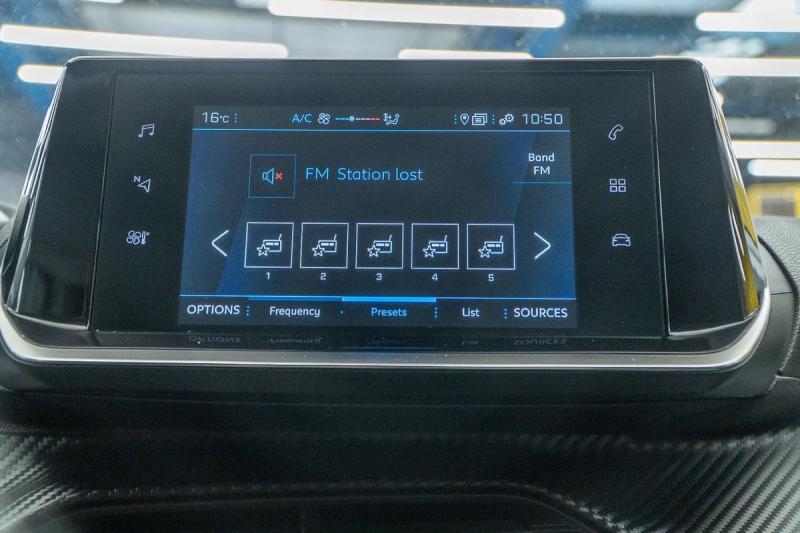 16°C A/C 10:50
FM Station lost
Band
FM
1 2 3 4 5
OPTIONS Frequency Presets List SOURCES
N